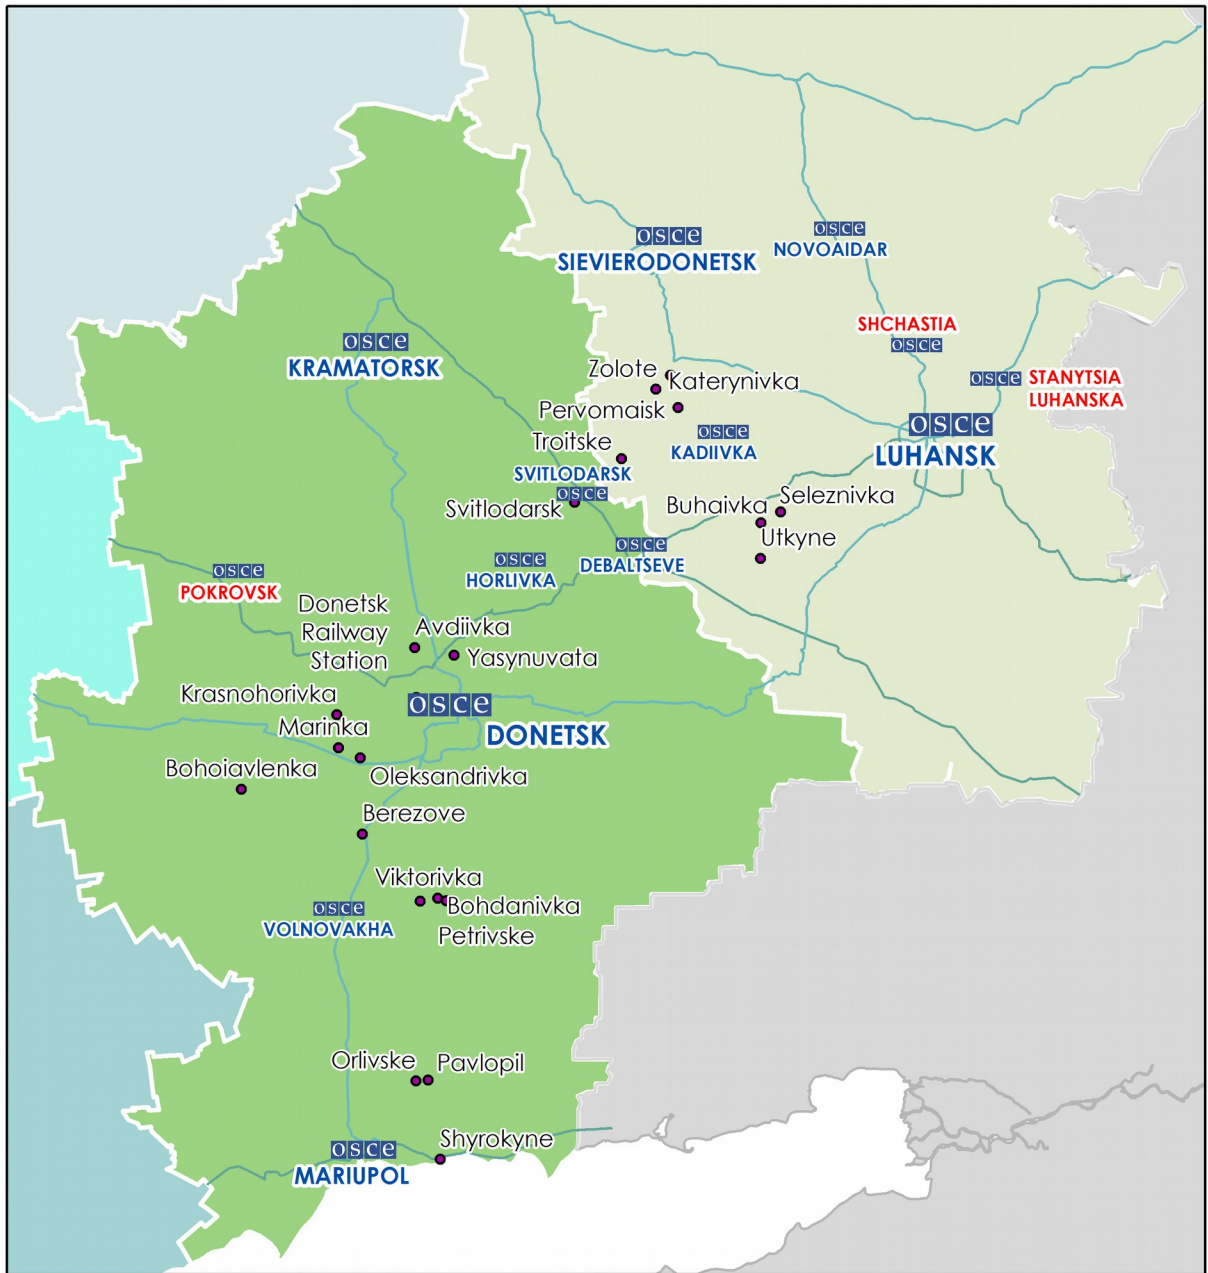 osce
SIEVIERODONETSK
osce
NOVOAIDAR
SHCHASTIA
osce
osce
KRAMATORSK
Zolote
Katerynivka
osce
STANYTSIA
LUHANSKA
Pervomaisk
osce
LUHANSK
osce
KADIIVKA
Troitske
SVITLODARSK
osce
Svitlodarsk
Buhaivka
Seleznivka
Utkyne
osce
DEBALTSEVE
osce
HORLIVKA
osce
POKROVSK
Donetsk
Railway
Station
Avdiivka
Yasynuvata
Krasnohorivka
osce
DONETSK
Marinka
Bohoiavlenka
Oleksandrivka
Berezove
Viktorivka
Bohdanivka
Petrivske
osce
VOLNOVAKHA
Orlivske
Pavlopil
Shyrokyne
osce
MARIUPOL